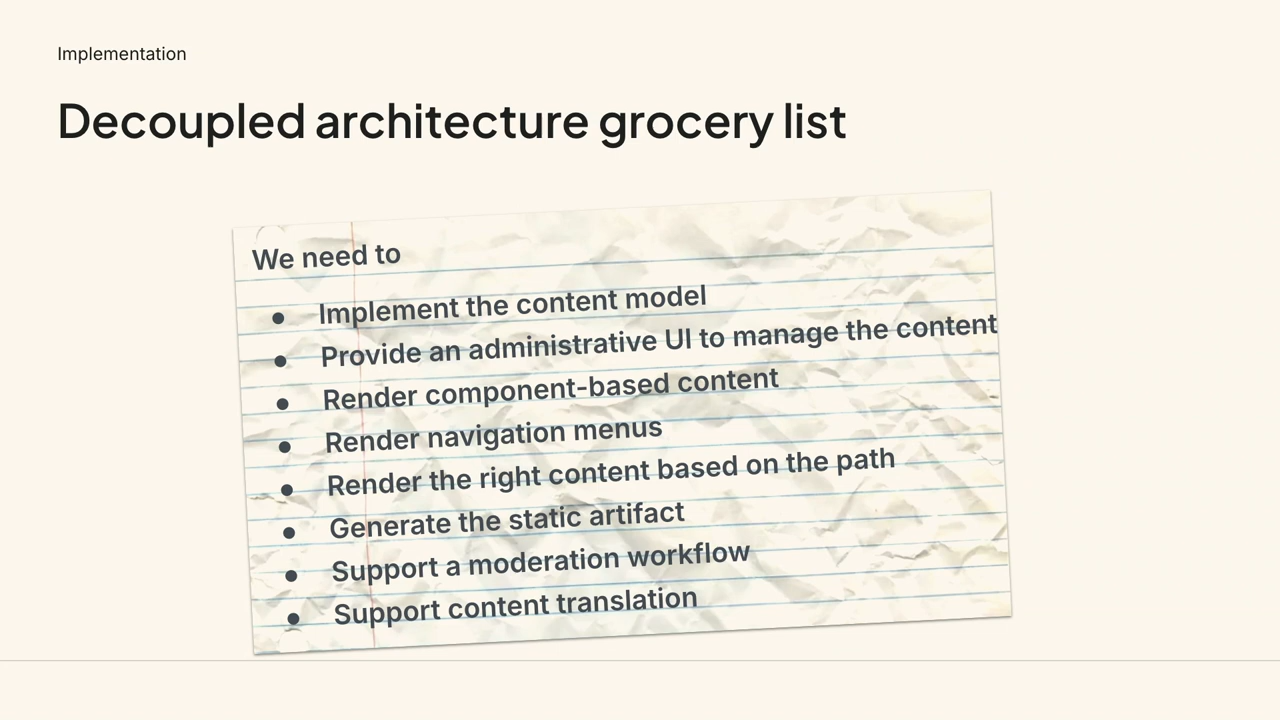 Implementation
Decoupled architecture grocery list
We need to
● Implement the content model
● Provide an administrative UI to manage the content
● Render component-based content
● Render navigation menus
● Render the right content based on the path
● Generate the static artifact
● Support a moderation workflow
● Support content translation